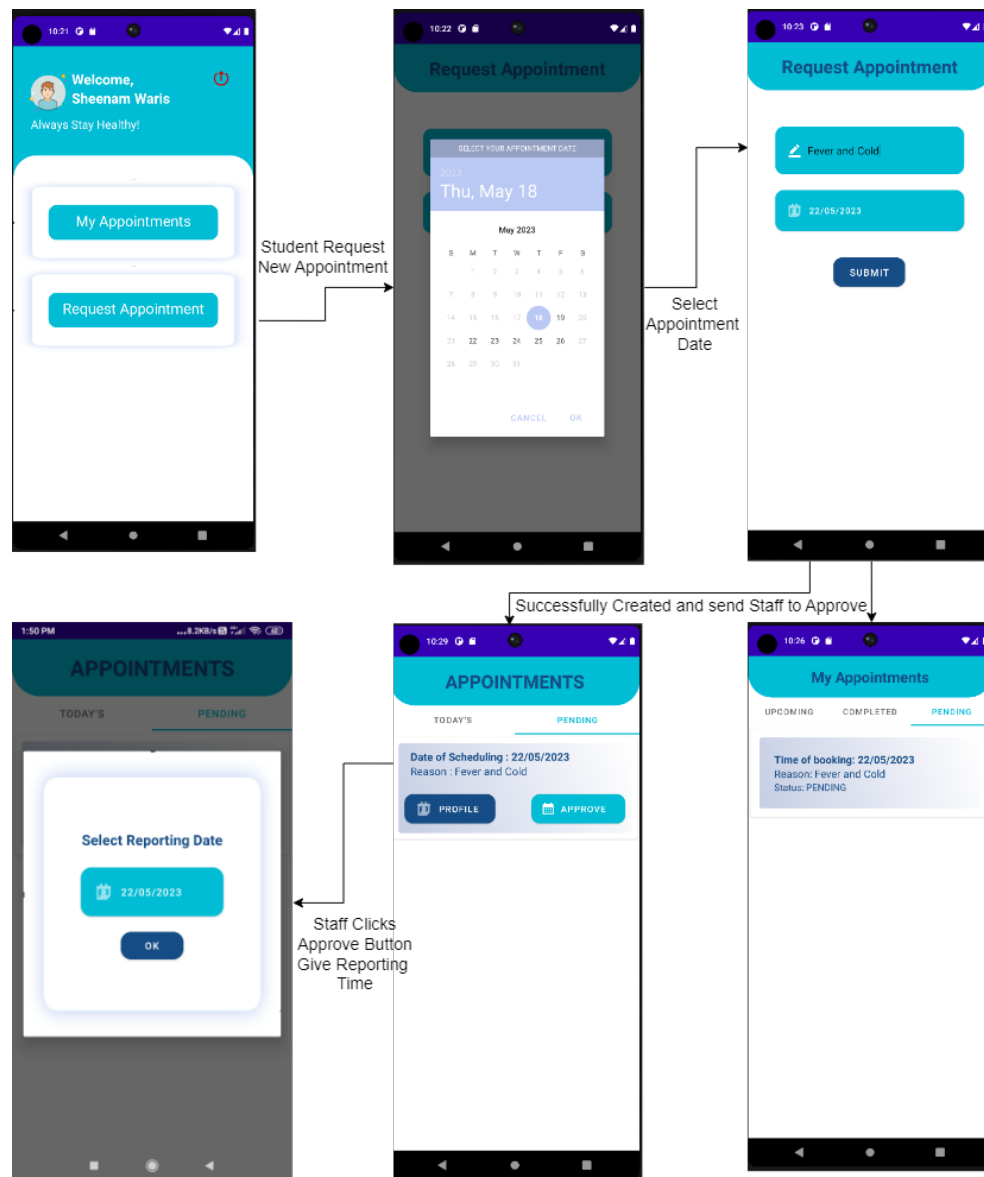 10:21
Welcome,
Sheenam Waris
Always Stay Healthy!
My Appointments
Request Appointment
Student Request
New Appointment
10:22
Request Appointment
SELECT YOUR APPOINTMENT DATE
2023
Thu, May 18
May 2023
S M T W T F S
1 2 3 4 5 6
7 8 9 10 11 12 13
14 15 16 17 18 19 20
21 22 23 24 25 26 27
28 29 30 31
CANCEL OK
Select
Appointment
Date
10:23
Request Appointment
Fever and Cold
22/05/2023
SUBMIT
Successfully Created and send Staff to Approve
1:50 PM ...8.2KB/s
APPOINTMENTS
TODAY'S PENDING
Select Reporting Date
22/05/2023
OK
Staff Clicks
Approve Button
Give Reporting
Time
10:29
APPOINTMENTS
TODAY'S PENDING
Date of Scheduling : 22/05/2023
Reason : Fever and Cold
PROFILE APPROVE
10:26
My Appointments
UPCOMING COMPLETED PENDING
Time of booking: 22/05/2023
Reason: Fever and Cold
Status: PENDING